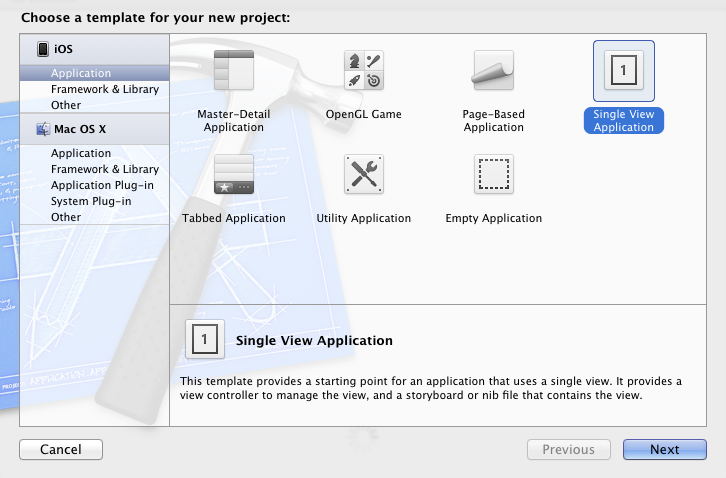 Choose a template for your new project:
iOS
Application
Framework & Library
Other
Mac OS X
Application
Framework & Library
Application Plug-in
System Plug-in
Other
Master-Detail
Application
OpenGL Game
Page-Based
Application
1
Single View
Application
Tabbed Application
Utility Application
Empty Application
1
Single View Application
This template provides a starting point for an application that uses a single view. It provides a
view controller to manage the view, and a storyboard or nib file that contains the view.
Cancel
Previous
Next